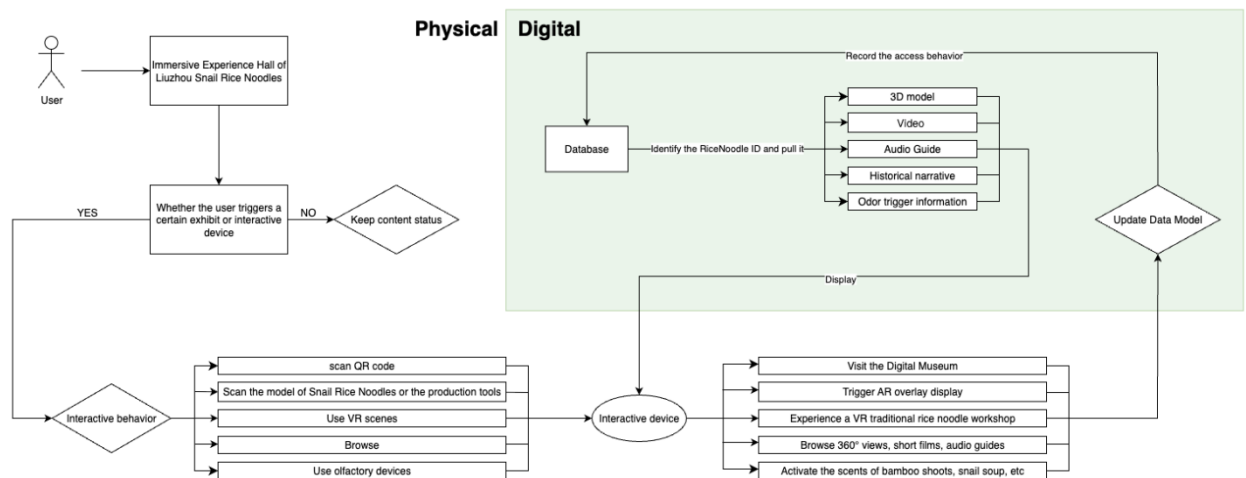 Physical
Digital
User
Immersive Experience Hall of
Liuzhou Snail Rice Noodles
Whether the user triggers a
certain exhibit or interactive
device
YES
NO
Keep content status
Record the access behavior
Database
Identify the RiceNoodle ID and pull it
3D model
Video
Audio Guide
Historical narrative
Odor trigger information
Update Data Model
Display
Interactive behavior
scan QR code
Scan the model of Snail Rice Noodles or the production tools
Use VR scenes
Browse
Use olfactory devices
Interactive device
Visit the Digital Museum
Trigger AR overlay display
Experience a VR traditional rice noodle workshop
Browse 360° views, short films, audio guides
Activate the scents of bamboo shoots, snail soup, etc